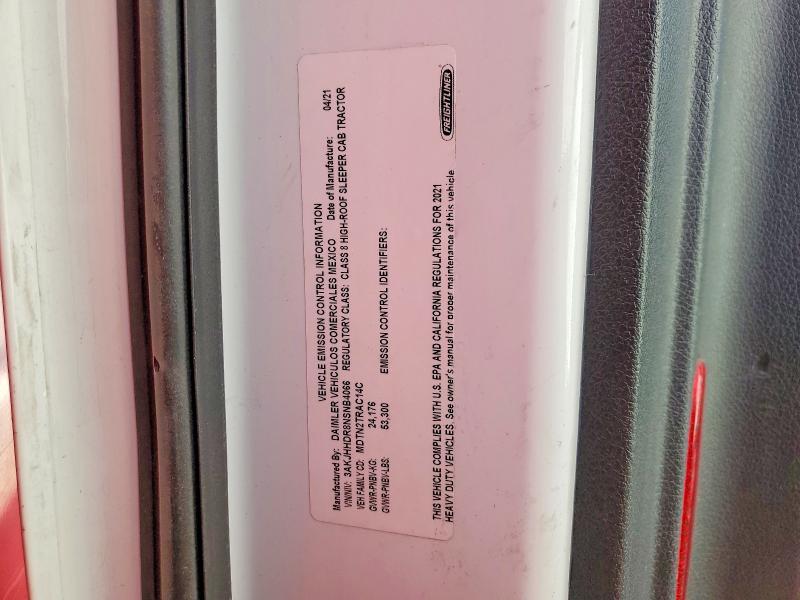 VEHICLE EMISSION CONTROL INFORMATION
Manufactured By: DAIMLER VEHICULOS COMERCIALES MEXICO Date of Manufacture: 04/21
VIN/NIV: 3AKJHHDR8NSNB4066 REGULATORY CLASS: CLASS 8 HIGH-ROOF SLEEPER CAB TRACTOR
VEH FAMILY CD: MDTN2TRAC14C
GVWR-PNBV-KG: 24,176
GVWR-PNBV-LBS: 53,300 EMISSION CONTROL IDENTIFIERS:
THIS VEHICLE COMPLIES WITH U.S. EPA AND CALIFORNIA REGULATIONS FOR 2021
HEAVY DUTY VEHICLES. See owner's manual for proper maintenance of this vehicle
FREIGHTLINER